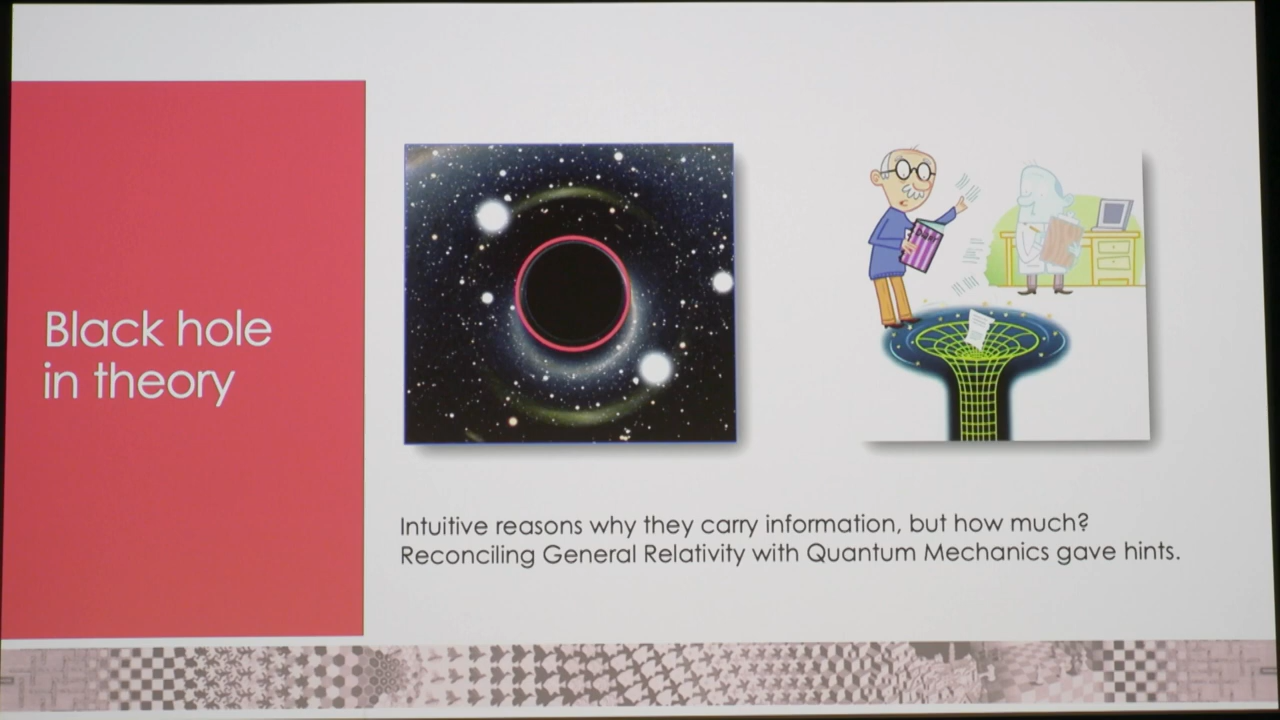 Black hole
in theory
Intuitive reasons why they carry information, but how much?
Reconciling General Relativity with Quantum Mechanics gave hints.